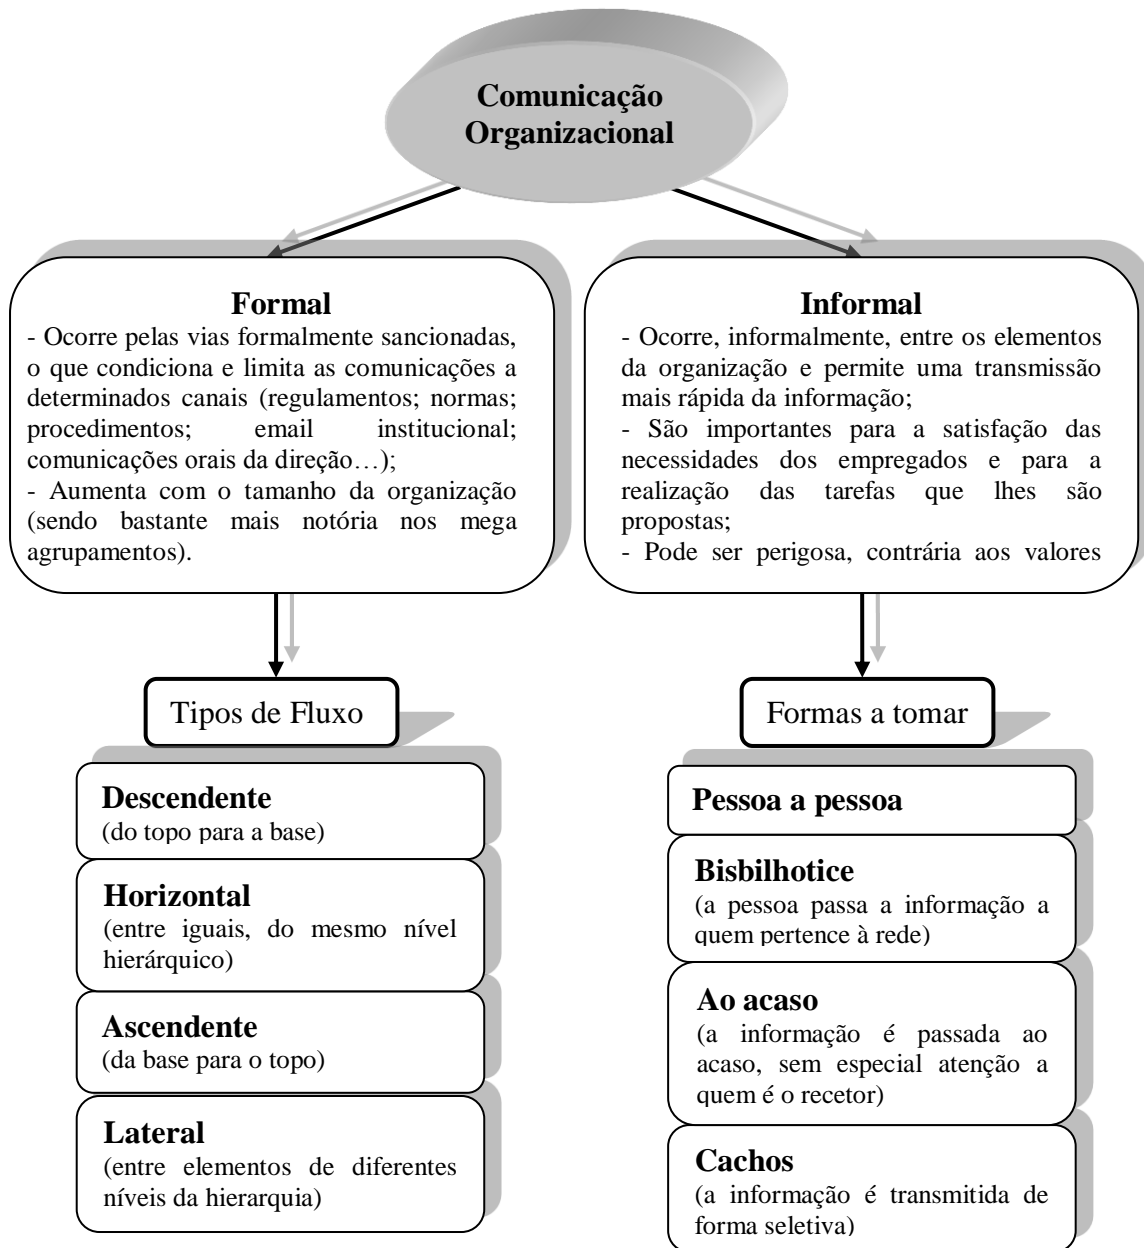 Comunicação
Organizacional
Formal
- Ocorre pelas vias formalmente sancionadas,
o que condiciona e limita as comunicações a
determinados canais (regulamentos; normas;
procedimentos; email institucional;
comunicações orais da direção…);
- Aumenta com o tamanho da organização
(sendo bastante mais notória nos mega
agrupamentos).
Informal
- Ocorre, informalmente, entre os elementos
da organização e permite uma transmissão
mais rápida da informação;
- São importantes para a satisfação das
necessidades dos empregados e para a
realização das tarefas que lhes são
propostas;
- Pode ser perigosa, contrária aos valores
Tipos de Fluxo
Descendente
(do topo para a base)
Horizontal
(entre iguais, do mesmo nível
hierárquico)
Ascendente
(da base para o topo)
Lateral
(entre elementos de diferentes
níveis da hierarquia)
Formas a tomar
Pessoa a pessoa
Bisbilhotice
(a pessoa passa a informação a
quem pertence à rede)
Ao acaso
(a informação é passada ao
acaso, sem especial atenção a
quem é o recetor)
Cachos
(a informação é transmitida de
forma seletiva)